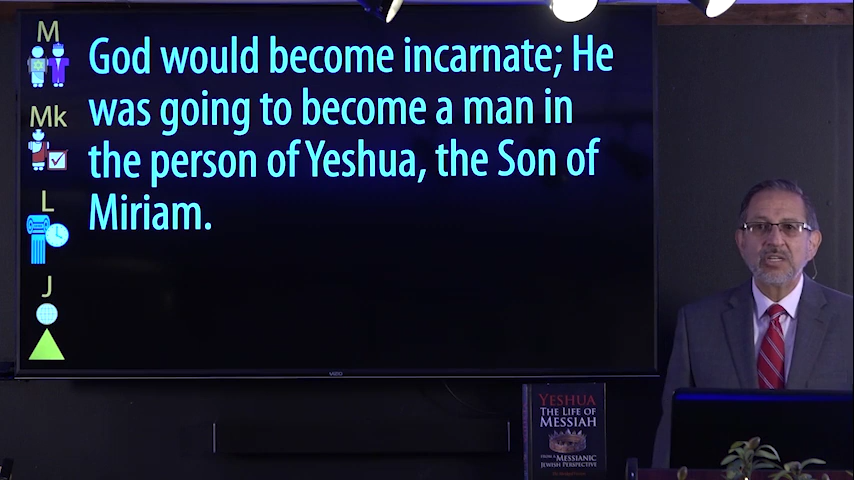 M
God would become incarnate; He
was going to become a man in
Mk
the person of Yeshua, the Son of
L
Miriam.
J
VIZIO
YESHUA
THE LIFE OF
MESSIAH
FROM A MESSIANIC
JEWISH PERSPECTIVE